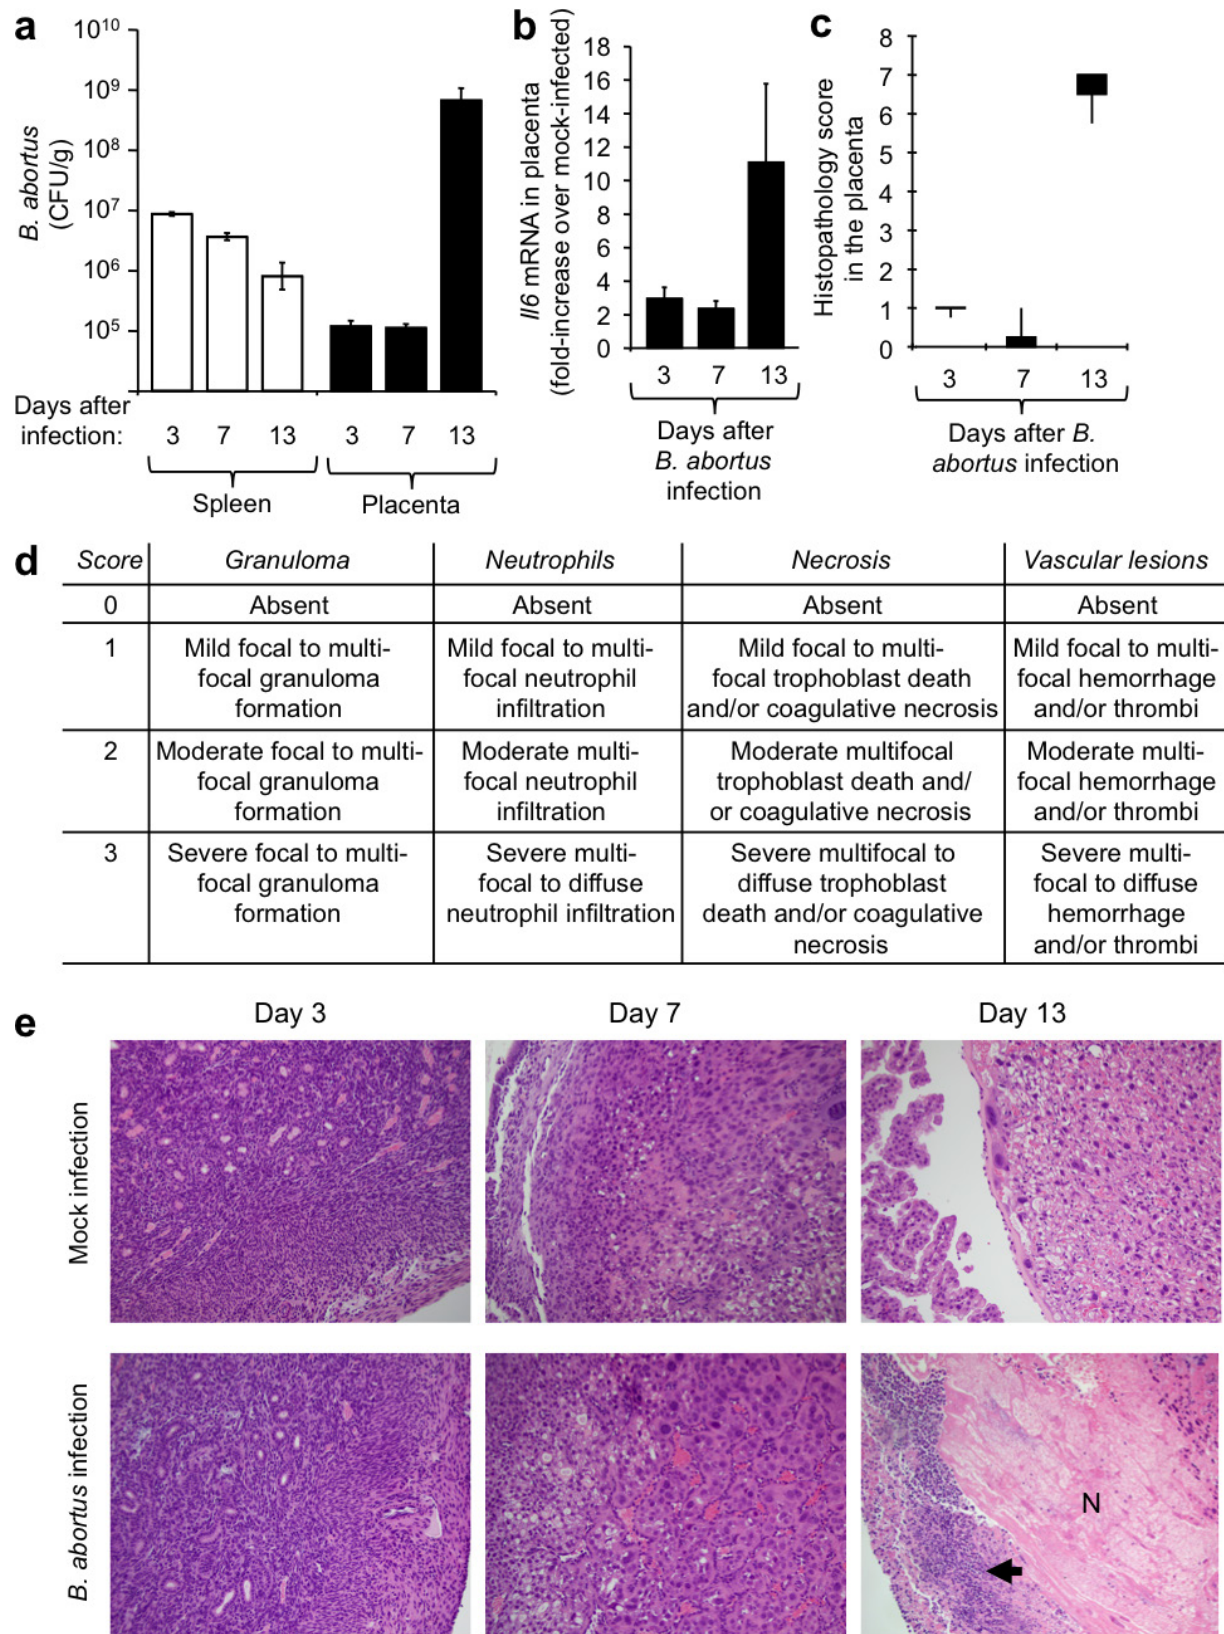 a
10^10
10^9
10^8
10^7
10^6
10^5
B. abortus
(CFU/g)
Days after
infection:
3 7 13 3 7 13
Spleen Placenta
b
Il6 mRNA in placenta
(fold-increase over mock-infected)
18
16
14
12
10
8
6
4
2
0
3 7 13
Days after
B. abortus
infection
c
Histopathology score
in the placenta
8
7
6
5
4
3
2
1
0
3 7 13
Days after B.
abortus infection
d
Score Granuloma Neutrophils Necrosis Vascular lesions
0 Absent Absent Absent Absent
1 Mild focal to multi- Mild focal to multi- Mild focal to multi- Mild focal to multi-
focal granuloma focal neutrophil focal trophoblast death focal hemorrhage
formation infiltration and/or coagulative necrosis and/or thrombi
2 Moderate focal to multi- Moderate multi- Moderate multifocal Moderate multi-
focal granuloma focal neutrophil trophoblast death and/ focal hemorrhage
formation infiltration or coagulative necrosis and/or thrombi
3 Severe focal to multi- Severe multi- Severe multifocal to Severe multi-
focal granuloma focal to diffuse diffuse trophoblast focal to diffuse
formation neutrophil infiltration death and/or coagulative hemorrhage
necrosis and/or thrombi
e
Day 3 Day 7 Day 13
Mock infection
B. abortus infection
N